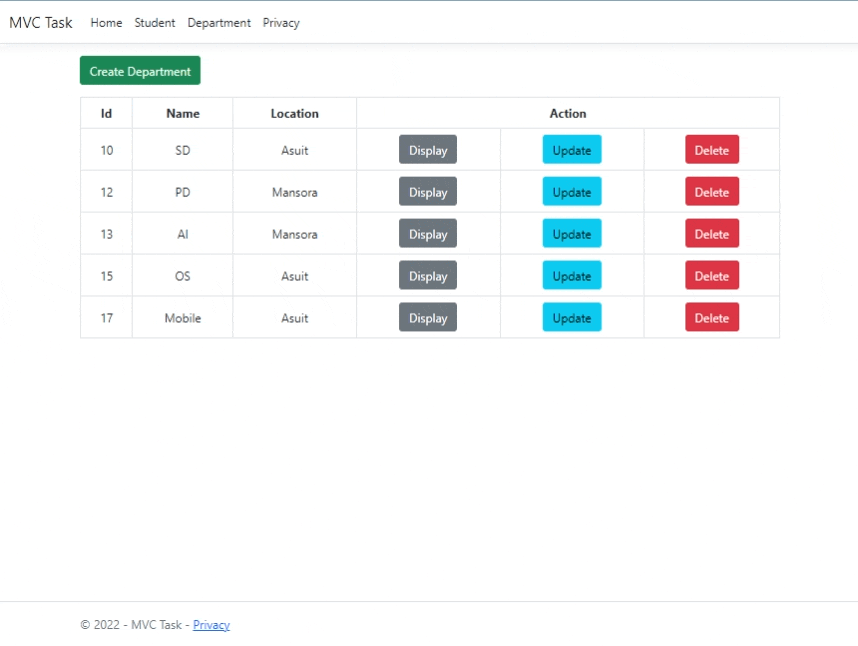 MVC Task Home Student Department Privacy
Create Department
Id Name Location Action
10 SD Asuit Display Update Delete
12 PD Mansora Display Update Delete
13 AI Mansora Display Update Delete
15 OS Asuit Display Update Delete
17 Mobile Asuit Display Update Delete
© 2022 - MVC Task - Privacy